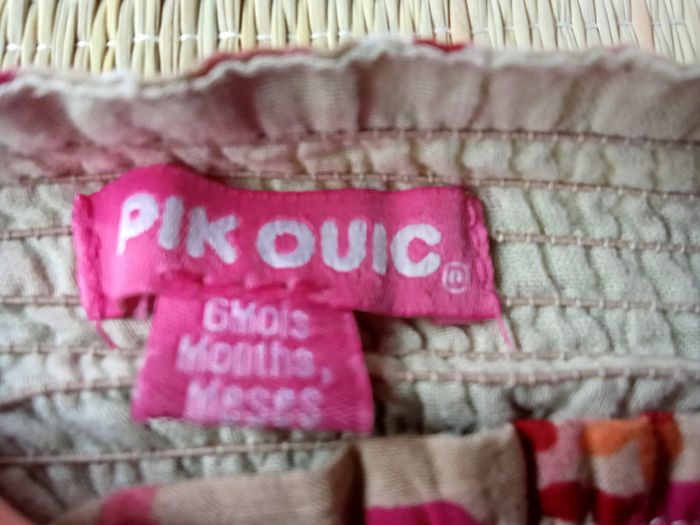 PIK OUIC®
6Mois
Months,
Meses